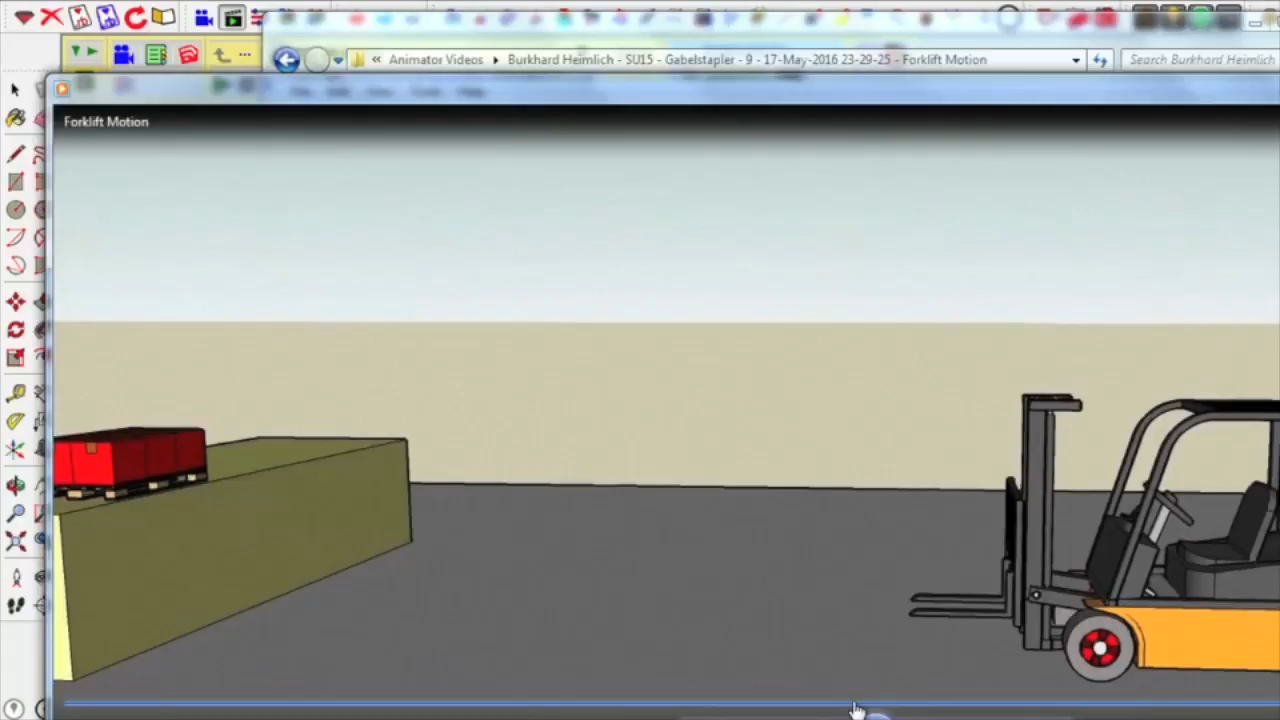 « Animator Videos ▸ Burkhard Heimlich - SU15 - Gabelstapler - 9 - 17-May-2016 23-29-25 - Forklift Motion
Search Burkhard Heimlich
Forklift Motion